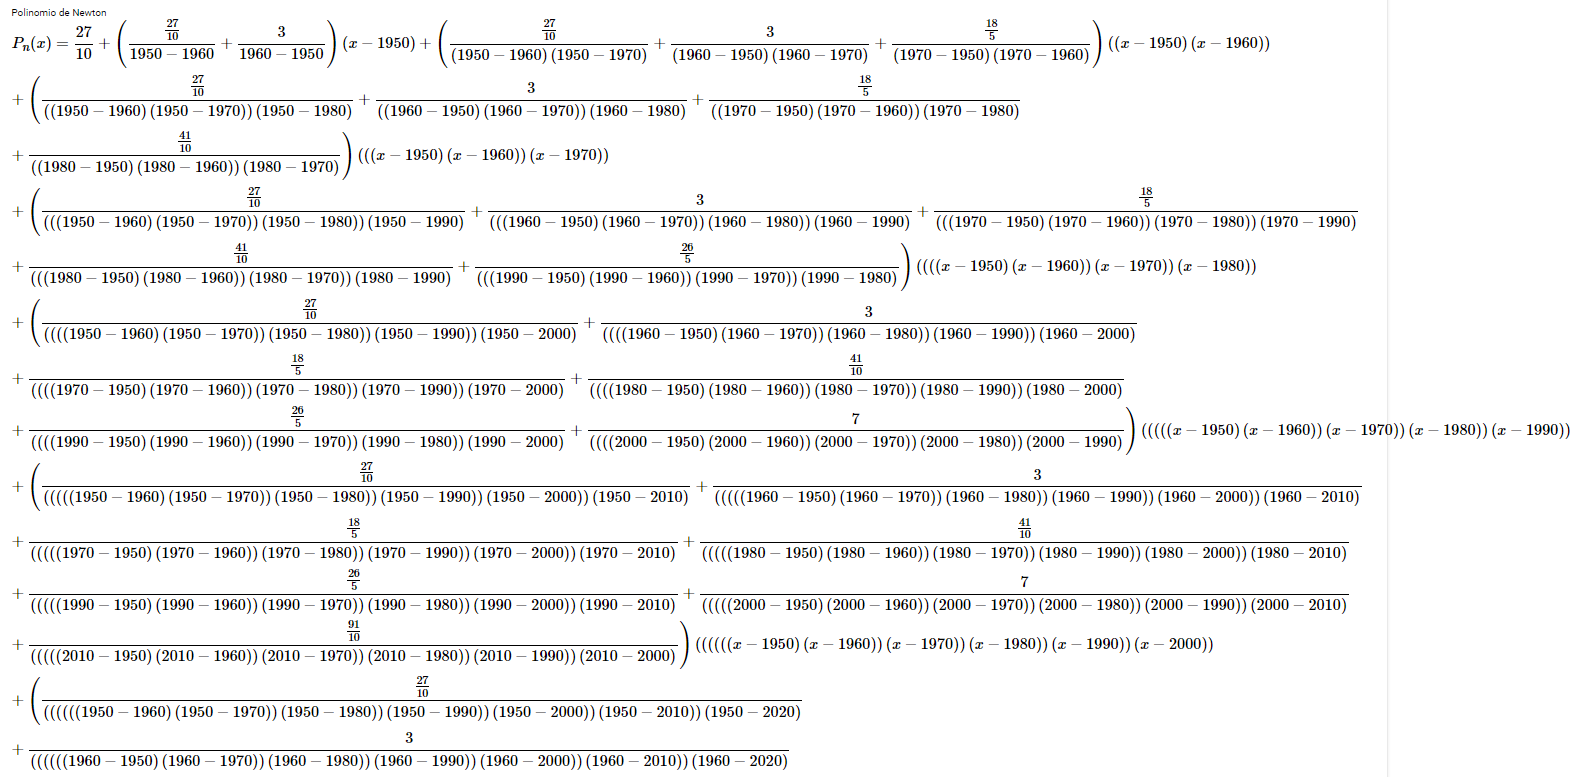 Polinomio de Newton
P_n(x) = \frac{27}{10} + \left( \frac{\frac{27}{10}}{1950-1960} + \frac{3}{1960-1950} \right) (x-1950) + \left( \frac{\frac{27}{10}}{(1950-1960)(1950-1970)} + \frac{3}{(1960-1950)(1960-1970)} + \frac{\frac{18}{5}}{(1970-1950)(1970-1960)} \right) ((x-1950)(x-1960))
+ \left( \frac{\frac{27}{10}}{((1950-1960)(1950-1970))(1950-1980)} + \frac{3}{((1960-1950)(1960-1970))(1960-1980)} + \frac{\frac{18}{5}}{((1970-1950)(1970-1960))(1970-1980)}
+ \frac{\frac{41}{10}}{((1980-1950)(1980-1960))(1980-1970)} \right) (((x-1950)(x-1960))(x-1970))
+ \left( \frac{\frac{27}{10}}{(((1950-1960)(1950-1970))(1950-1980))(1950-1990)} + \frac{3}{(((1960-1950)(1960-1970))(1960-1980))(1960-1990)} + \frac{\frac{18}{5}}{(((1970-1950)(1970-1960))(1970-1980))(1970-1990)}
+ \frac{\frac{41}{10}}{(((1980-1950)(1980-1960))(1980-1970))(1980-1990)} + \frac{\frac{26}{5}}{(((1990-1950)(1990-1960))(1990-1970))(1990-1980)} \right) ((((x-1950)(x-1960))(x-1970))(x-1980))
+ \left( \frac{\frac{27}{10}}{((((1950-1960)(1950-1970))(1950-1980))(1950-1990))(1950-2000)} + \frac{3}{((((1960-1950)(1960-1970))(1960-1980))(1960-1990))(1960-2000)}
+ \frac{\frac{18}{5}}{((((1970-1950)(1970-1960))(1970-1980))(1970-1990))(1970-2000)} + \frac{\frac{41}{10}}{((((1980-1950)(1980-1960))(1980-1970))(1980-1990))(1980-2000)}
+ \frac{\frac{26}{5}}{((((1990-1950)(1990-1960))(1990-1970))(1990-1980))(1990-2000)} + \frac{7}{((((2000-1950)(2000-1960))(2000-1970))(2000-1980))(2000-1990)} \right) (((((x-1950)(x-1960))(x-1970))(x-1980))(x-1990))
+ \left( \frac{\frac{27}{10}}{(((((1950-1960)(1950-1970))(1950-1980))(1950-1990))(1950-2000))(1950-2010)} + \frac{3}{(((((1960-1950)(1960-1970))(1960-1980))(1960-1990))(1960-2000))(1960-2010)}
+ \frac{\frac{18}{5}}{(((((1970-1950)(1970-1960))(1970-1980))(1970-1990))(1970-2000))(1970-2010)} + \frac{\frac{41}{10}}{(((((1980-1950)(1980-1960))(1980-1970))(1980-1990))(1980-2000))(1980-2010)}
+ \frac{\frac{26}{5}}{(((((1990-1950)(1990-1960))(1990-1970))(1990-1980))(1990-2000))(1990-2010)} + \frac{7}{(((((2000-1950)(2000-1960))(2000-1970))(2000-1980))(2000-1990))(2000-2010)}
+ \frac{\frac{91}{10}}{(((((2010-1950)(2010-1960))(2010-1970))(2010-1980))(2010-1990))(2010-2000)} \right) ((((((x-1950)(x-1960))(x-1970))(x-1980))(x-1990))(x-2000))
+ \left( \frac{\frac{27}{10}}{((((((1950-1960)(1950-1970))(1950-1980))(1950-1990))(1950-2000))(1950-2010))(1950-2020)}
+ \frac{3}{((((((1960-1950)(1960-1970))(1960-1980))(1960-1990))(1960-2000))(1960-2010))(1960-2020)}